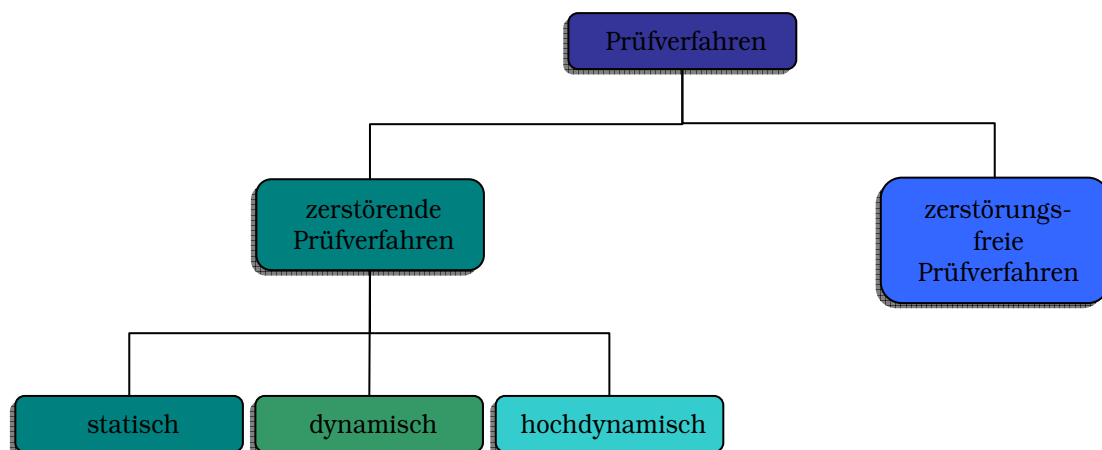 Prüfverfahren
zerstörende
Prüfverfahren
zerstörungs-
freie
Prüfverfahren
statisch
dynamisch
hochdynamisch